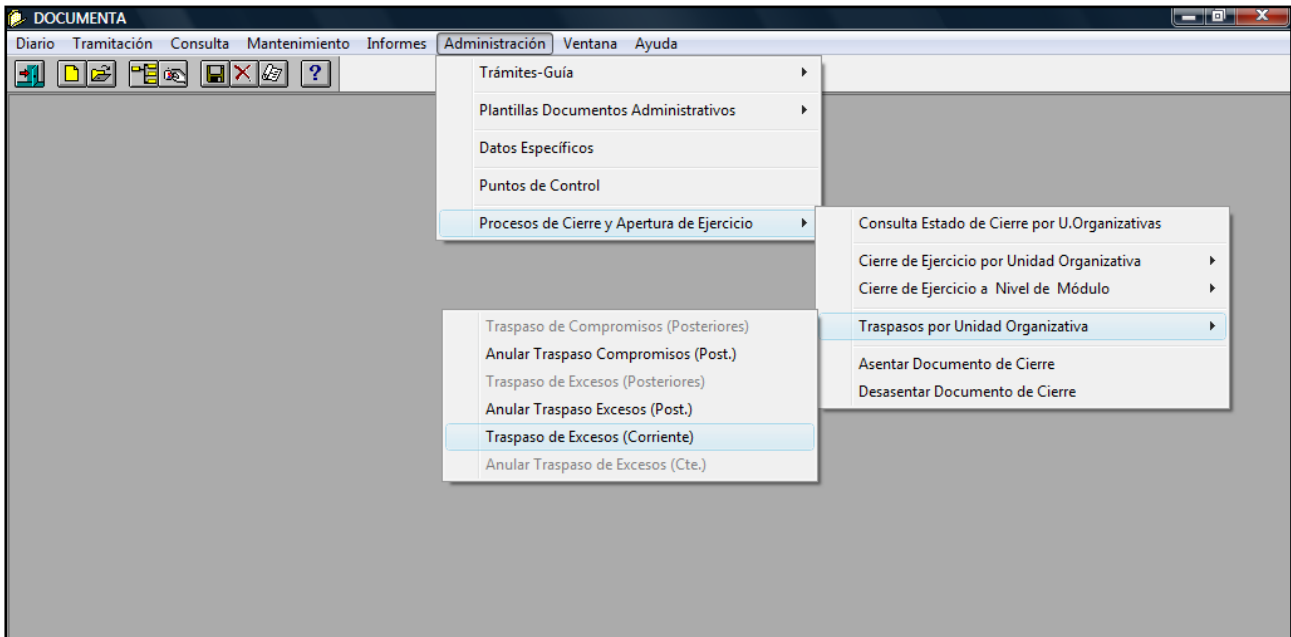 DOCUMENTA
Diario Tramitación Consulta Mantenimiento Informes Administración Ventana Ayuda
?
Trámites-Guía
Plantillas Documentos Administrativos
Datos Específicos
Puntos de Control
Procesos de Cierre y Apertura de Ejercicio
Consulta Estado de Cierre por U.Organizativas
Cierre de Ejercicio por Unidad Organizativa
Cierre de Ejercicio a Nivel de Módulo
Traspasos por Unidad Organizativa
Asentar Documento de Cierre
Desasentar Documento de Cierre
Traspaso de Compromisos (Posteriores)
Anular Traspaso Compromisos (Post.)
Traspaso de Excesos (Posteriores)
Anular Traspaso Excesos (Post.)
Traspaso de Excesos (Corriente)
Anular Traspaso de Excesos (Cte.)